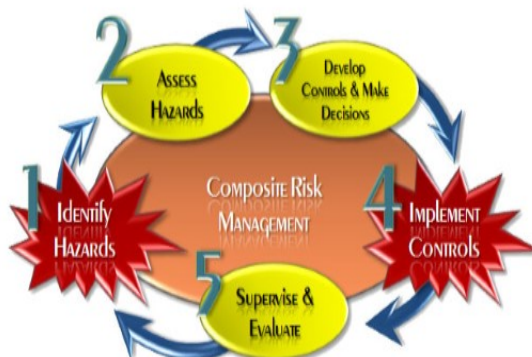 1
Identify
Hazards
2
Assess
Hazards
3
Develop
Controls & Make
Decisions
4
Implement
Controls
5
Supervise &
Evaluate
Composite Risk
Management